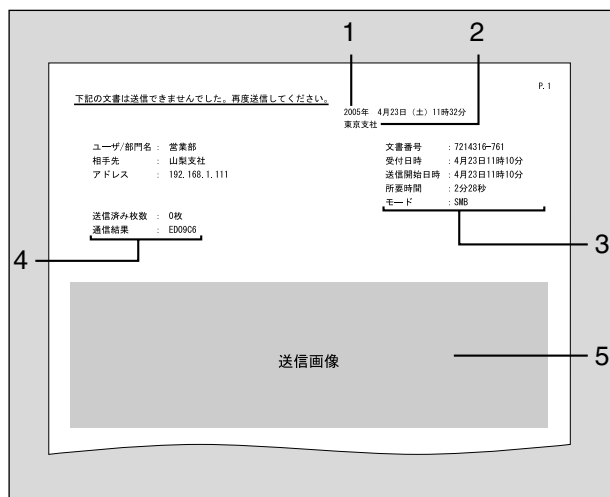 1
2
P.1
下記の文書は送信できませんでした。再度送信してください。
2005年 4月23日（土）11時32分
東京支社
ユーザ/部門名： 営業部
相手先 ： 山梨支社
アドレス ： 192.168.1.111
文書番号 ：7214316-761
受付日時 ：4月23日11時10分
送信開始日時 ：4月23日11時10分
所要時間 ：2分28秒
モード ：SMB
送信済み枚数 ： 0枚
通信結果 ： ED09C6
3
4
送信画像
5